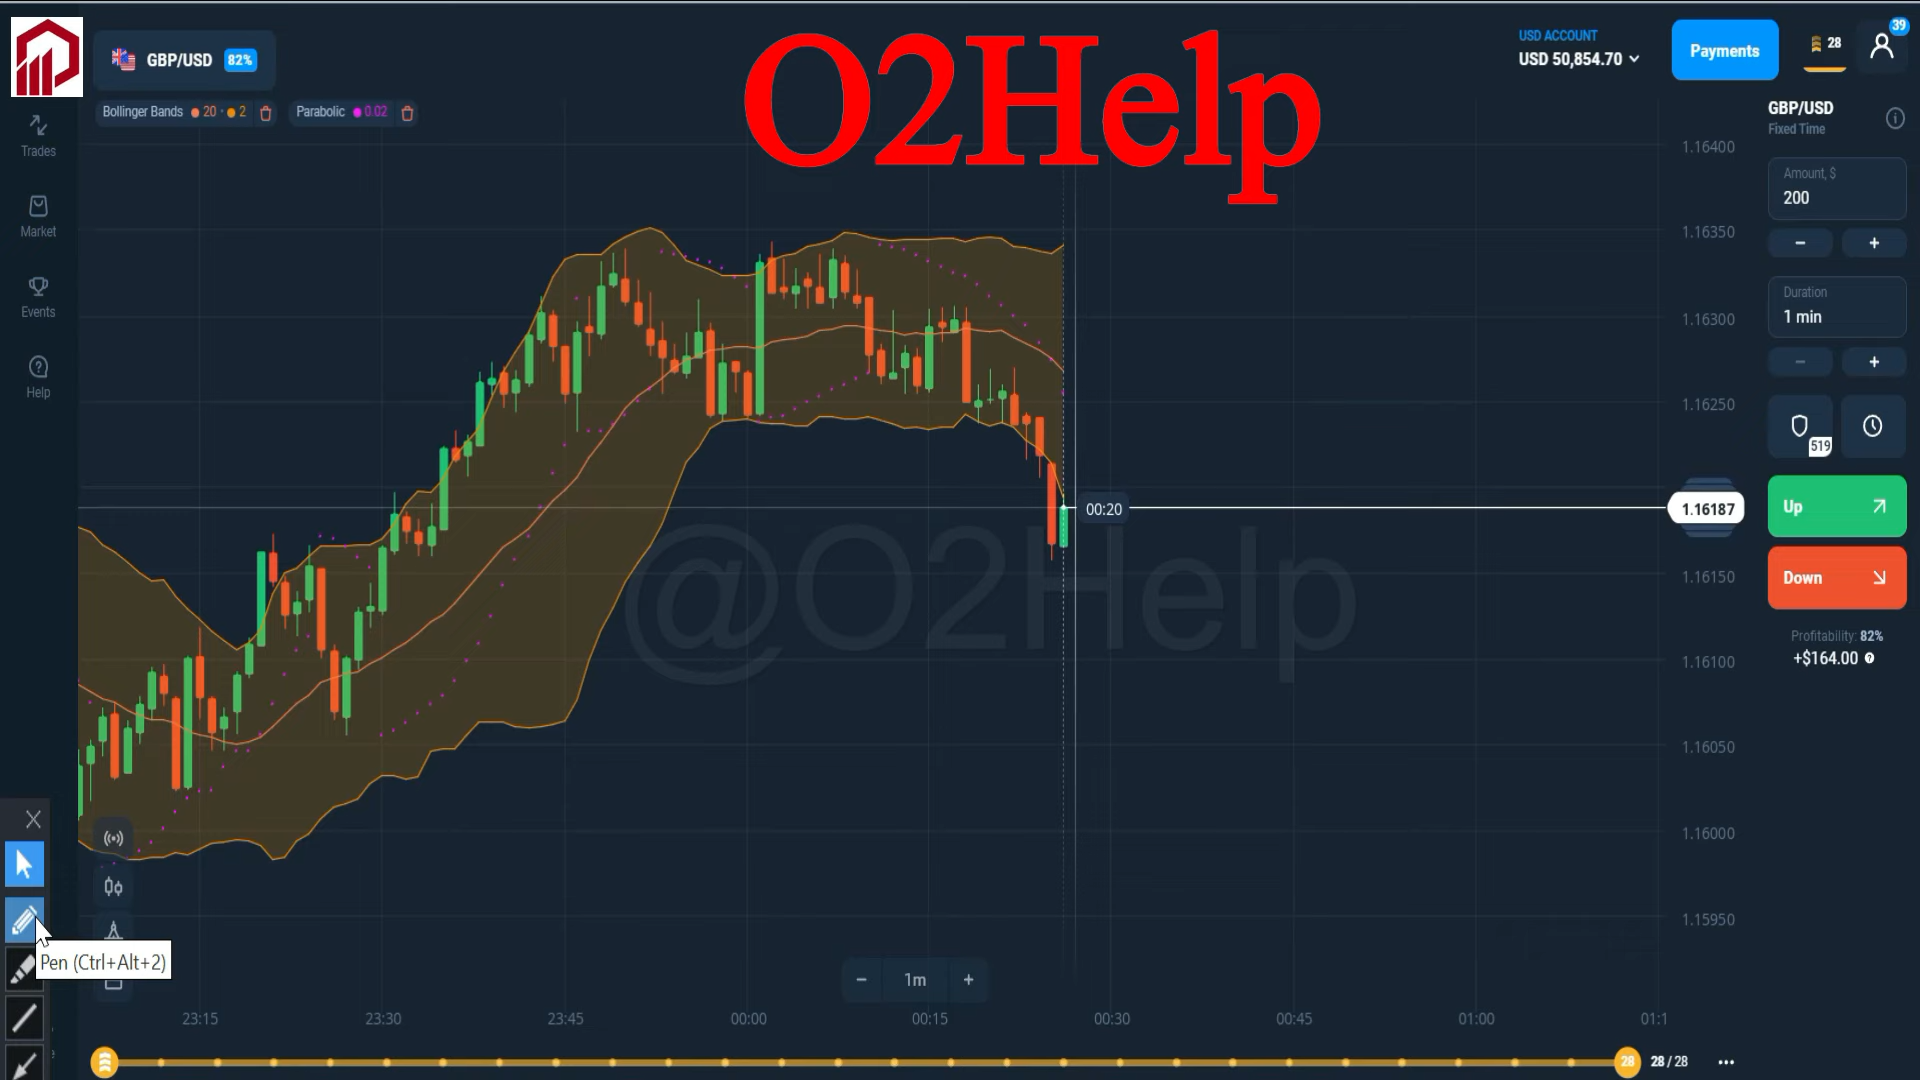 GBP/USD 82%
O2Help
USD ACCOUNT
USD 50,854.70
Payments
28
39
Bollinger Bands 20 · 2
Parabolic 0.02
Trades
Market
Events
Help
GBP/USD
Fixed Time
Amount, $
200
− +
Duration
1 min
− +
519
Up
Down
Profitability: 82%
+$164.00
1.16400
1.16350
1.16300
1.16250
1.16187
1.16150
1.16100
1.16050
1.16000
1.15950
00:20
@O2Help
Pen (Ctrl+Alt+2)
− 1m +
23:15 23:30 23:45 00:00 00:15 00:30 00:45 01:00 01:1
28 28/28